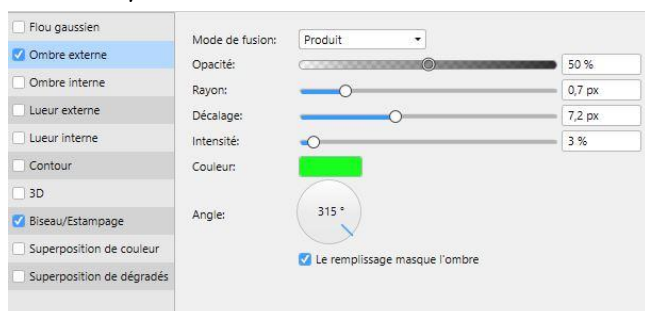 Flou gaussien
Ombre externe
Ombre interne
Lueur externe
Lueur interne
Contour
3D
Biseau/Estampage
Superposition de couleur
Superposition de dégradés
Mode de fusion: Produit
Opacité: 50 %
Rayon: 0,7 px
Décalage: 7,2 px
Intensité: 3 %
Couleur:
Angle: 315 °
Le remplissage masque l'ombre